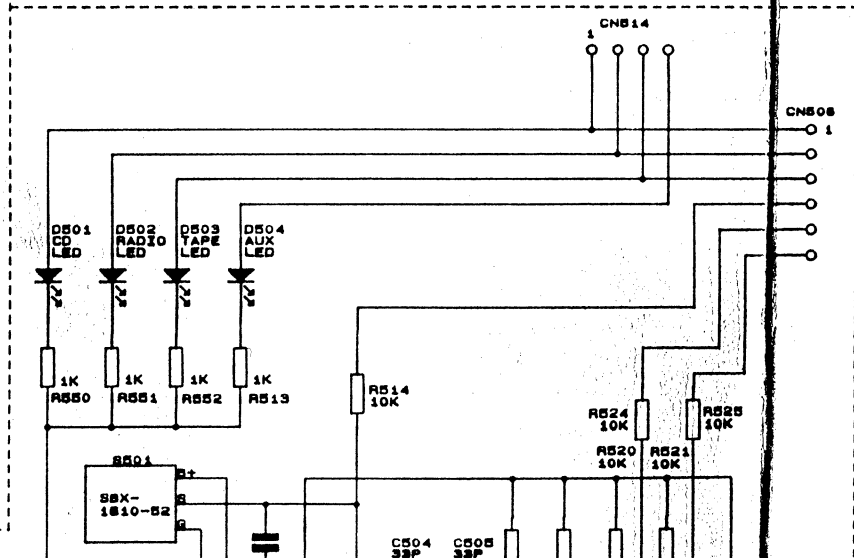 CN514
1
CN506
1
D501
CD
LED
D502
RADIO
LED
D503
TAPE
LED
D504
AUX
LED
1K
R550
1K
R551
1K
R552
1K
R513
R514
10K
R524
10K
R525
10K
R520
10K
R521
10K
S501
B+
S
G
SBX-
1610-52
C504
33P
C505
33P